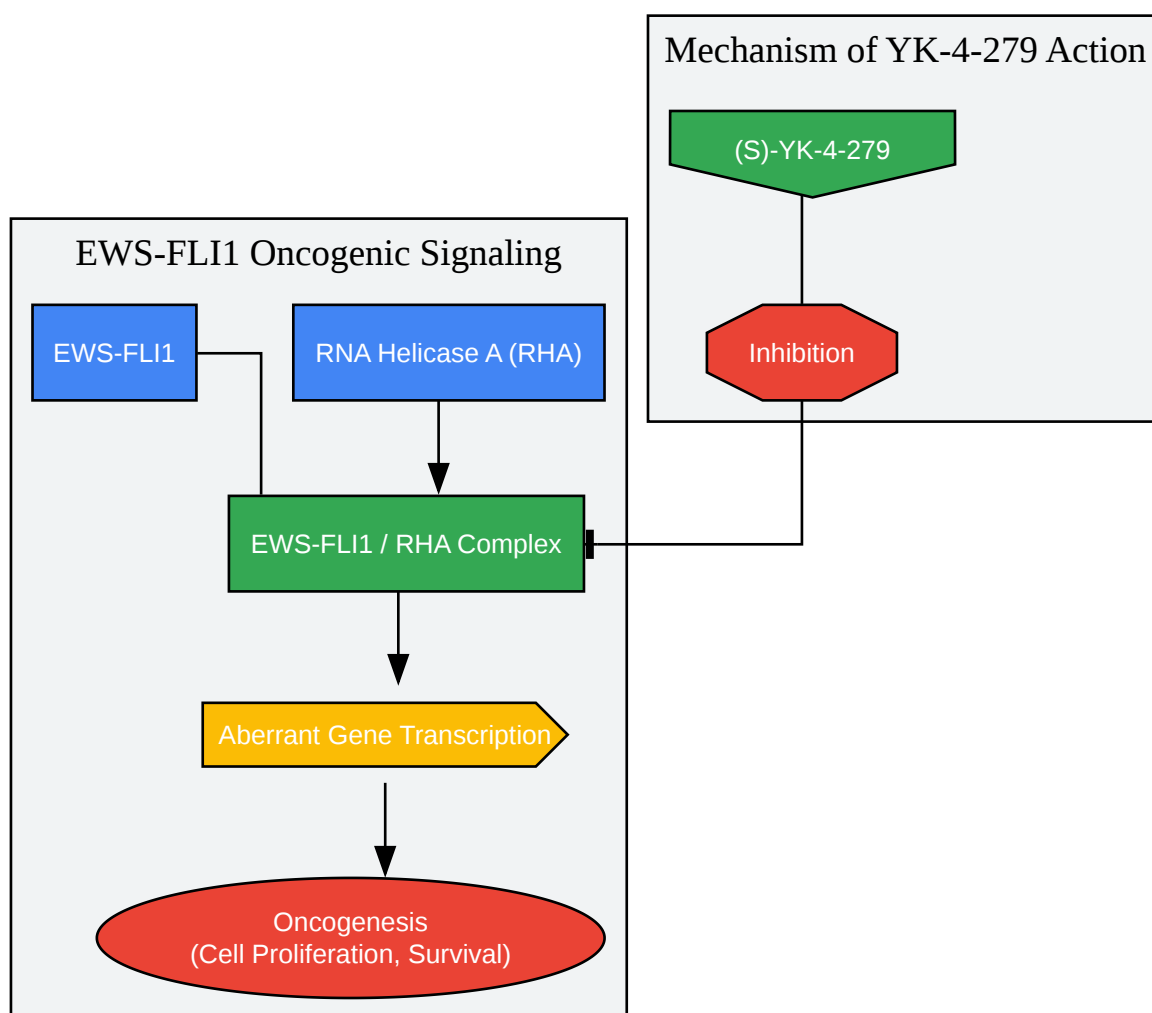 Mechanism of YK-4-279 Action
(S)-YK-4-279
Inhibition
EWS-FLI1 Oncogenic Signaling
EWS-FLI1
RNA Helicase A (RHA)
EWS-FLI1 / RHA Complex
Aberrant Gene Transcription
Oncogenesis
(Cell Proliferation, Survival)